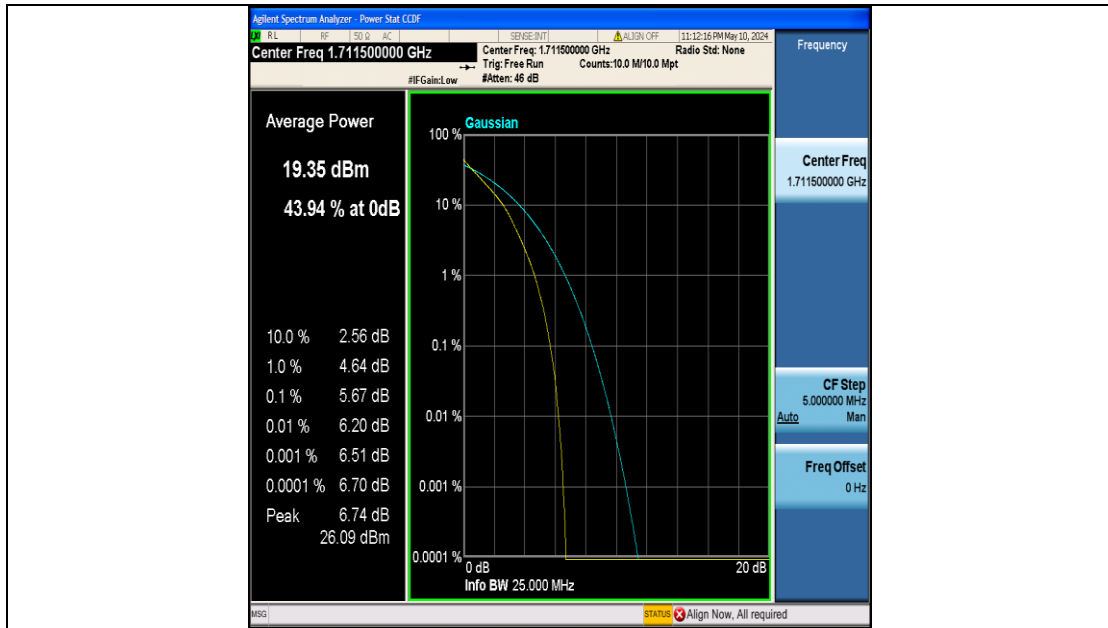 Agilent Spectrum Analyzer - Power Stat CCDF
RL RF 50 Ω AC SENSE:INT ALIGN OFF 11:12:16 PM May 10, 2024
Center Freq 1.711500000 GHz
Center Freq: 1.711500000 GHz Radio Std: None
Trig: Free Run Counts:10.0 M/10.0 Mpt
#IFGain:Low #Atten: 46 dB
Average Power
19.35 dBm
43.94 % at 0dB
10.0 % 2.56 dB
1.0 % 4.64 dB
0.1 % 5.67 dB
0.01 % 6.20 dB
0.001 % 6.51 dB
0.0001 % 6.70 dB
Peak 6.74 dB
26.09 dBm
Gaussian
100 %
10 %
1 %
0.1 %
0.01 %
0.001 %
0.0001 %
0 dB 20 dB
Info BW 25.000 MHz
Frequency
Center Freq
1.711500000 GHz
CF Step
5.000000 MHz
Auto Man
Freq Offset
0 Hz
MSG STATUS Align Now, All required